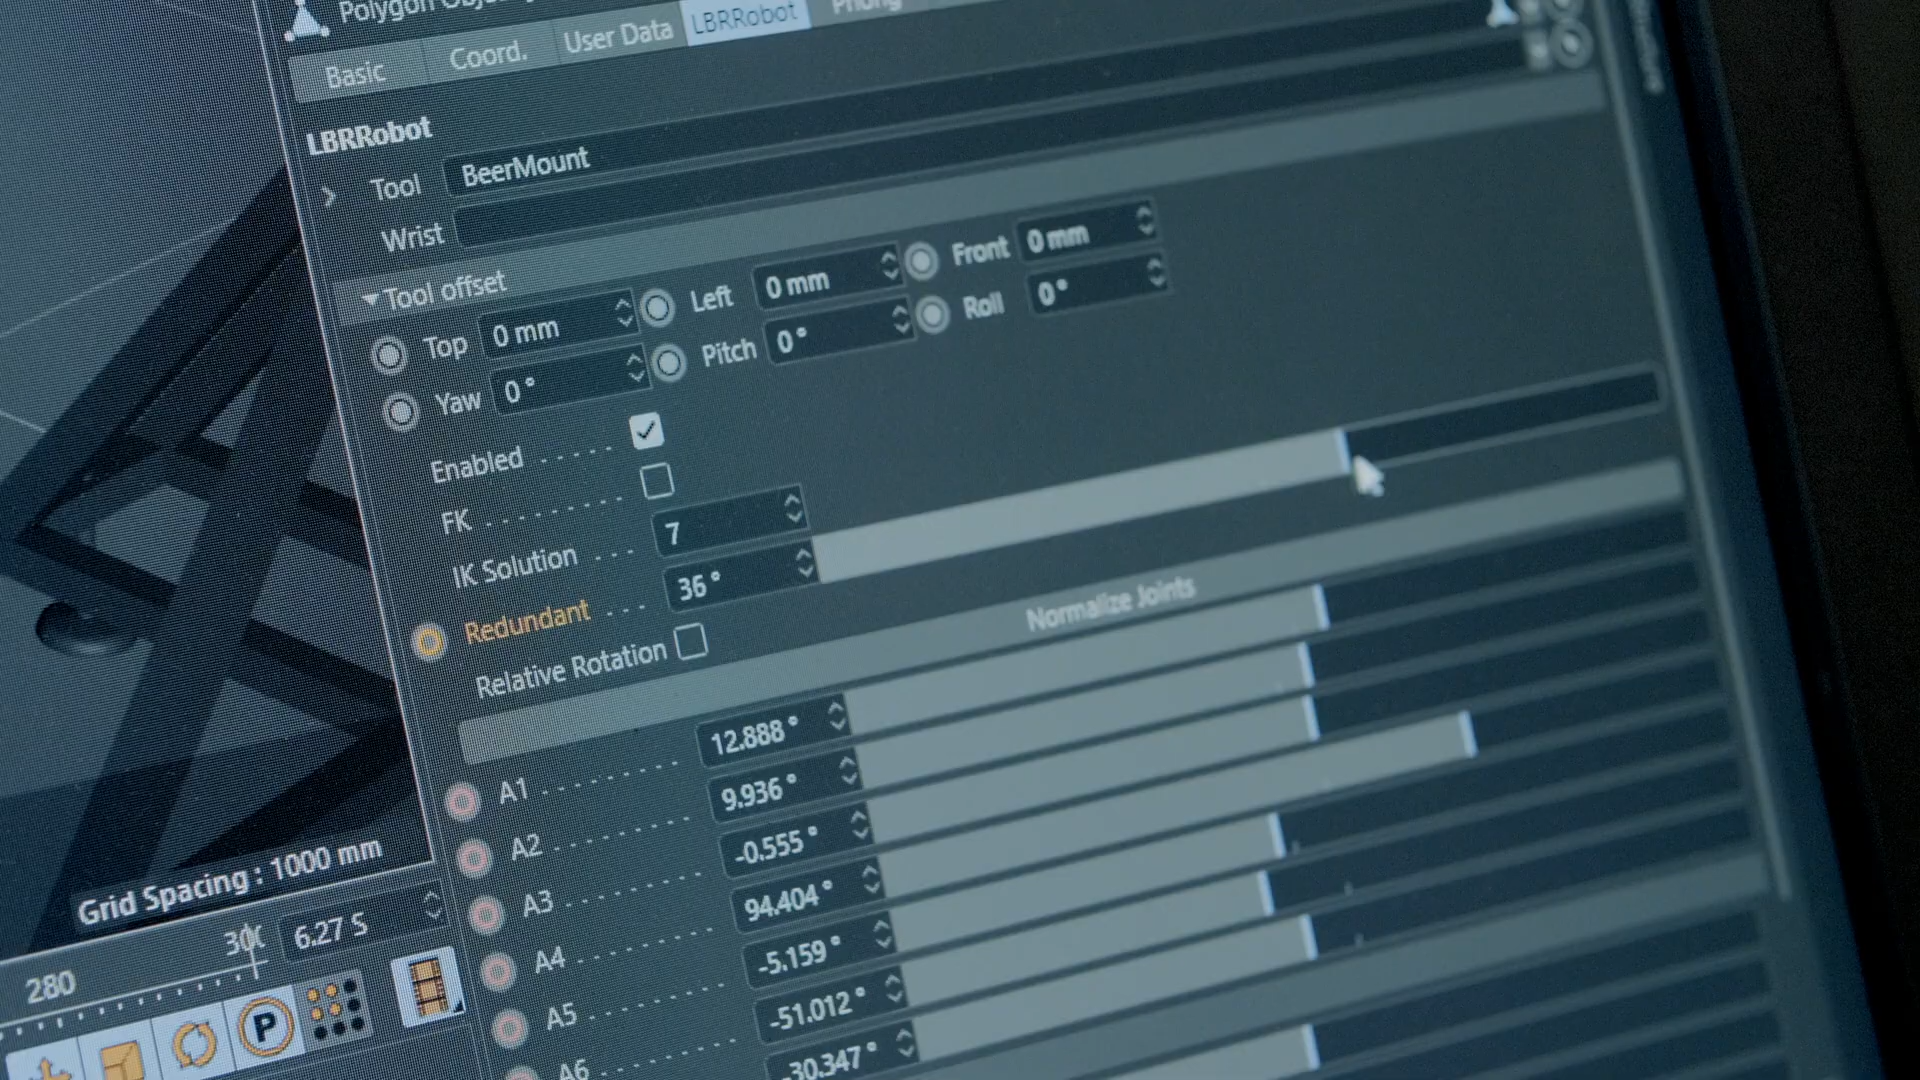 Polygon Obje
Basic Coord. User Data LBRRobot Phong
LBRRobot
Tool BeerMount
Wrist
Tool offset
Top 0 mm Left 0 mm Front 0 mm
Yaw 0° Pitch 0° Roll 0°
Enabled
FK
IK Solution 7
Redundant 36°
Relative Rotation
Normalize Joints
A1 12.888°
A2 9.936°
A3 -0.555°
A4 94.404°
A5 -5.159°
A6 -51.012°
-30.347°
Grid Spacing : 1000 mm
280 300 6.27 S
P